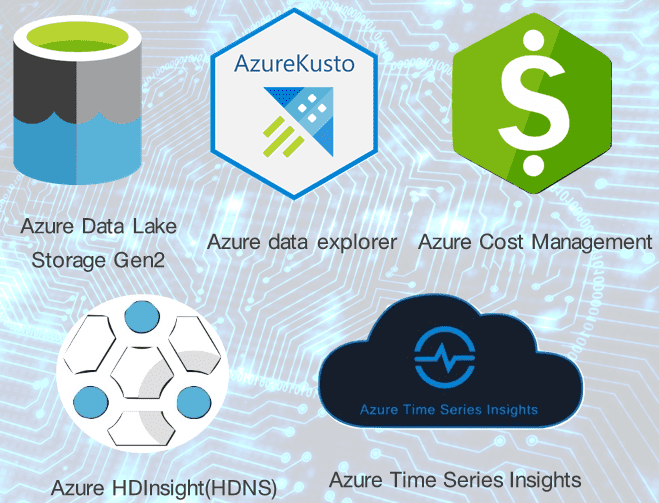 AzureKusto
Azure Data Lake
Storage Gen2
Azure data explorer
Azure Cost Management
Azure Time Series Insights
Azure HDInsight(HDNS)
Azure Time Series Insights